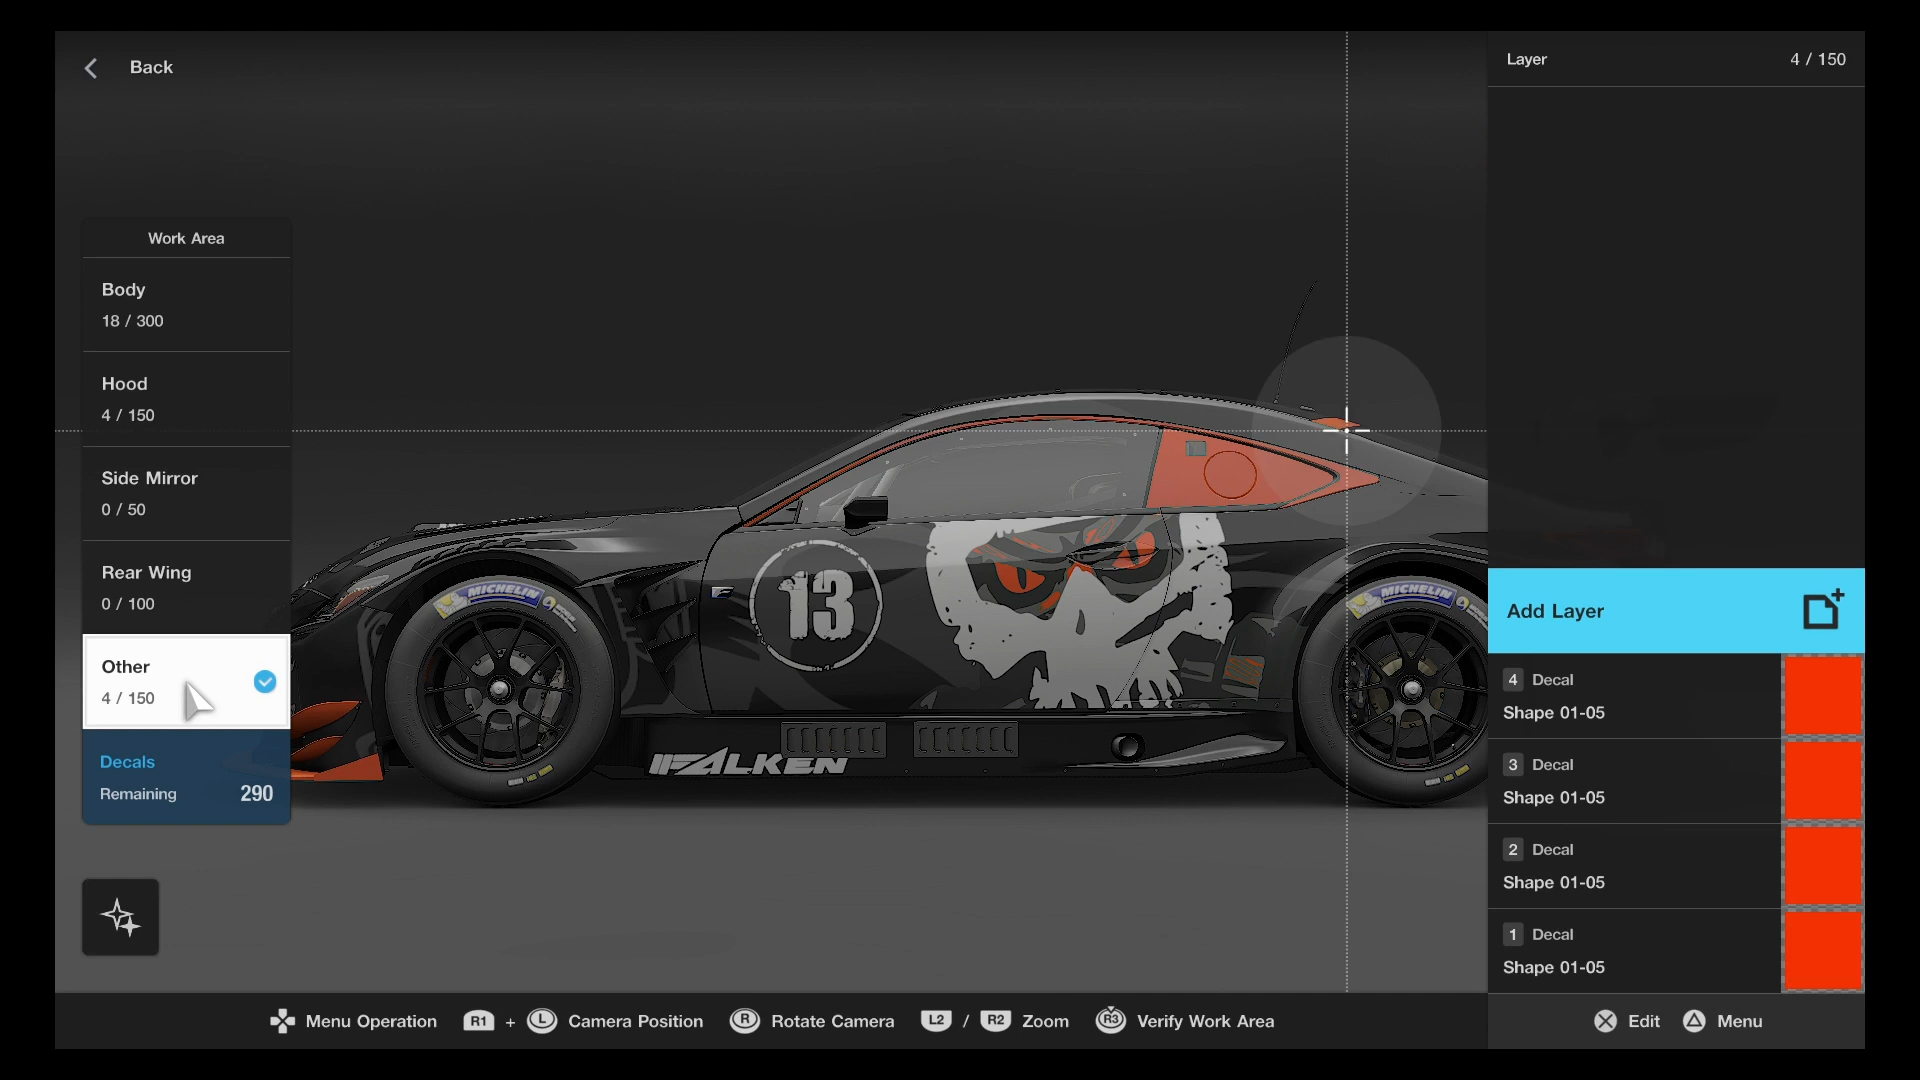 Back
Layer
4 / 150
Work Area
Body
18 / 300
Hood
4 / 150
Side Mirror
0 / 50
Rear Wing
0 / 100
Other
4 / 150
Decals
Remaining 290
13
MICHELIN
MICHELIN
FALKEN
Add Layer
4 Decal
Shape 01-05
3 Decal
Shape 01-05
2 Decal
Shape 01-05
1 Decal
Shape 01-05
Menu Operation R1 + L Camera Position R Rotate Camera L2 / R2 Zoom R3 Verify Work Area
Edit Menu